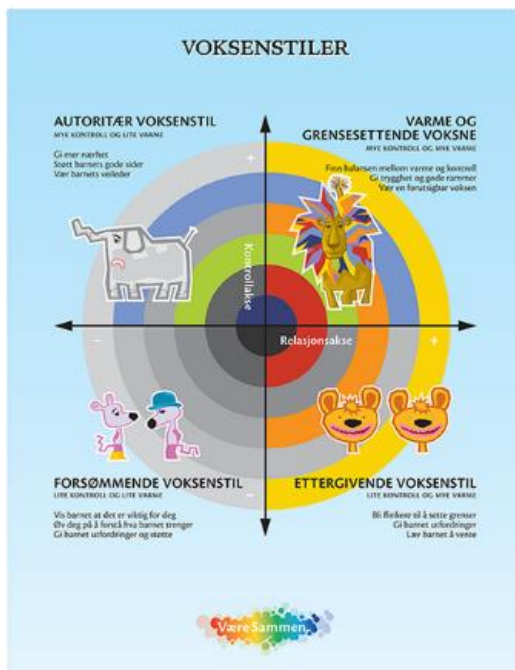 VOKSENSTILER
AUTORITÆR VOKSENSTIL
MYE KONTROLL OG LITE VARME
Gi mer nærhet
Støtt barnets gode sider
Vær barnets veileder
VARME OG
GRENSESETTENDE VOKSNE
MYE KONTROLL OG MYE VARME
Finn balansen mellom varme og kontroll
Gi trygghet og gode rammer
Vær en forutsigbar voksen
+
Kontrollakse
Relasjonsakse
–
+
–
FORSØMMENDE VOKSENSTIL
LITE KONTROLL OG LITE VARME
Vis barnet at det er viktig for deg
Øv deg på å forstå hva barnet trenger
Gi barnet utfordringer og støtte
ETTERGIVENDE VOKSENSTIL
LITE KONTROLL OG MYE VARME
Bli flinkere til å sette grenser
Gi barnet utfordringer
Lær barnet å vente
Være Sammen